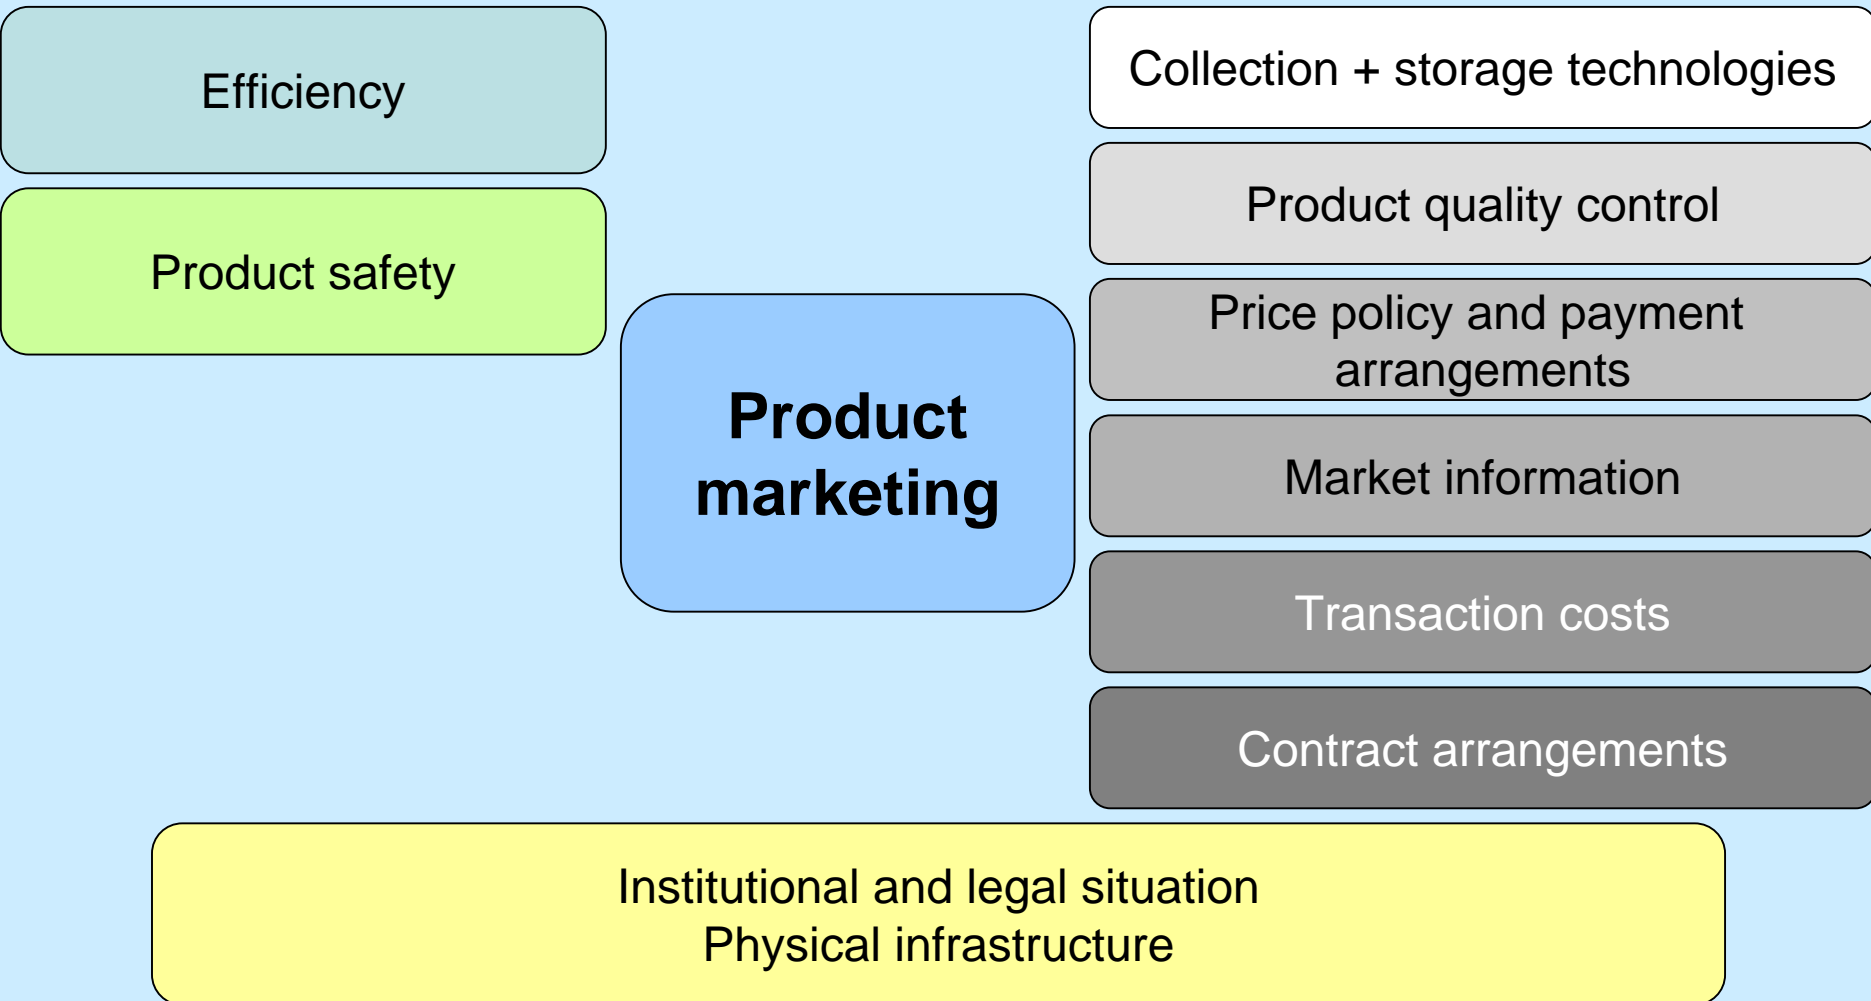 Efficiency
Product safety
Product
marketing
Collection + storage technologies
Product quality control
Price policy and payment
arrangements
Market information
Transaction costs
Contract arrangements
Institutional and legal situation
Physical infrastructure